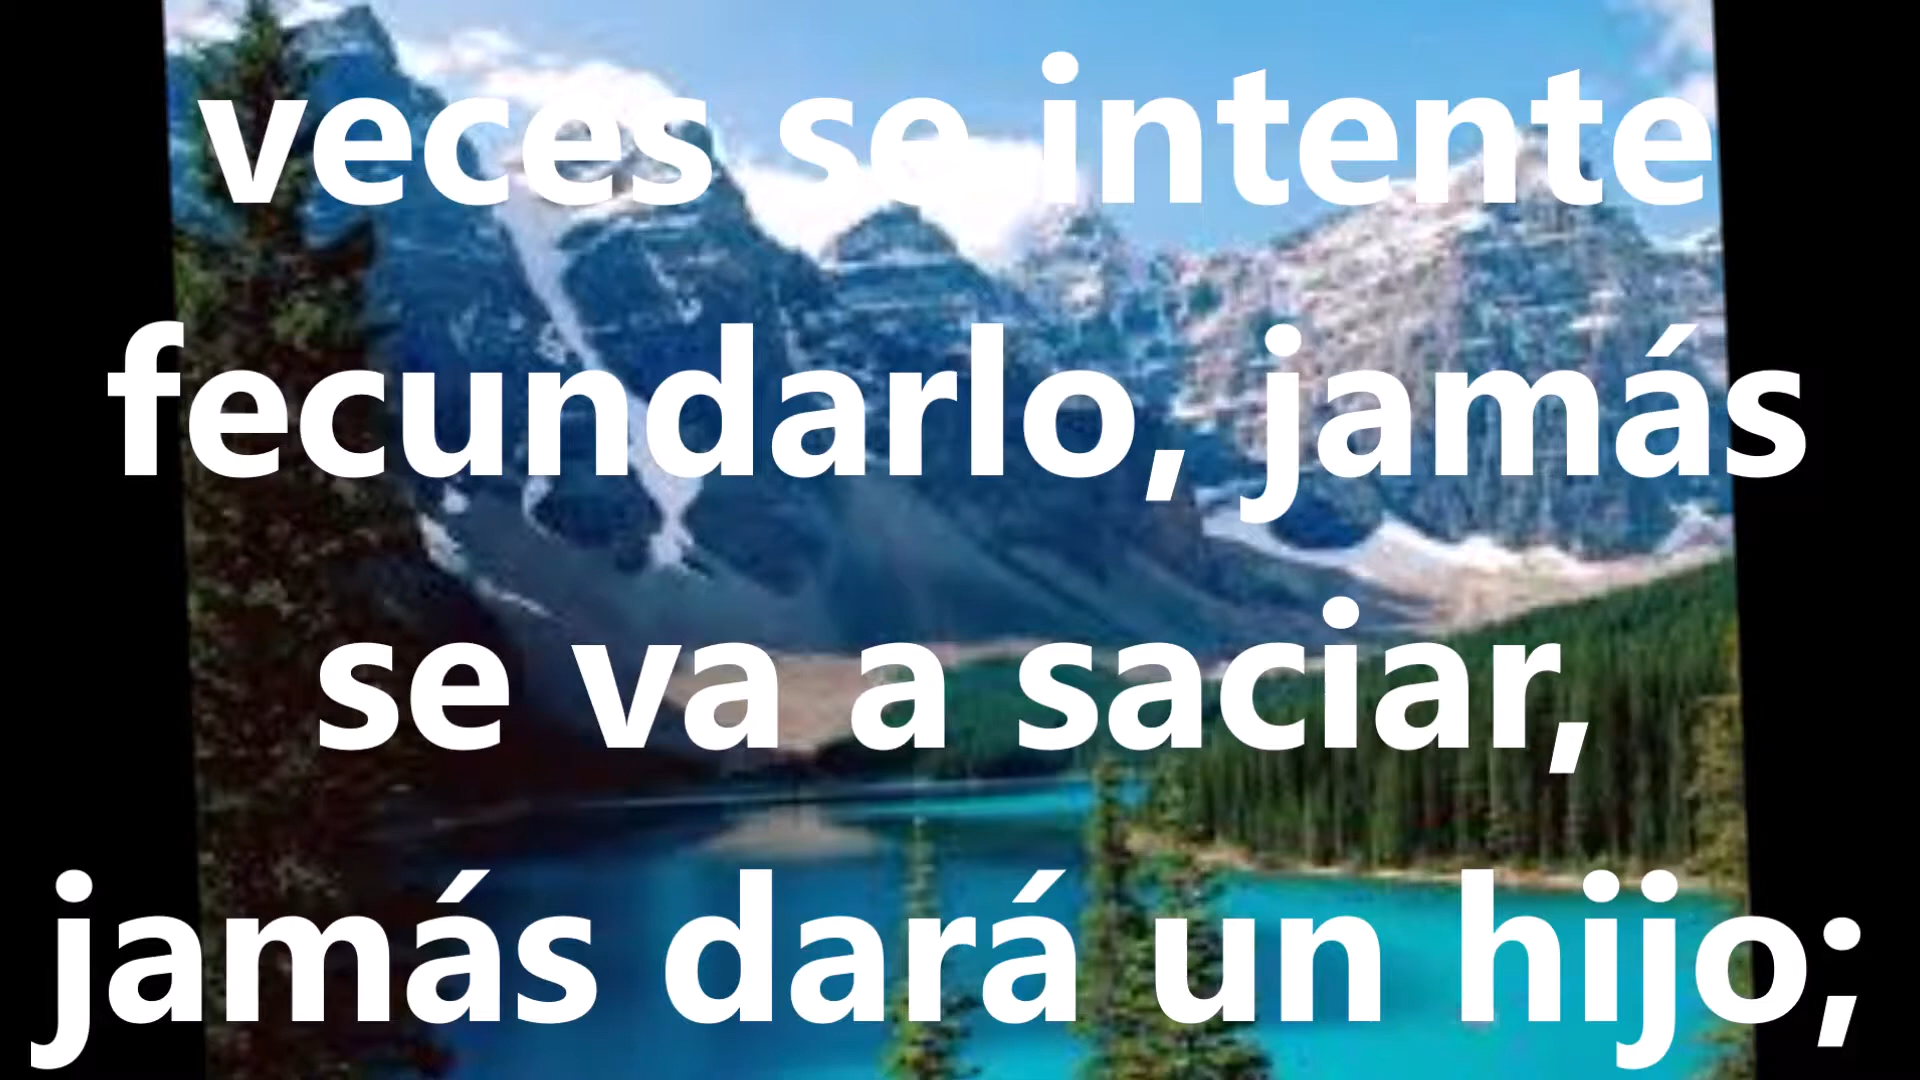 veces se intente
fecundarlo, jamás
se va a saciar,
jamás dará un hijo;